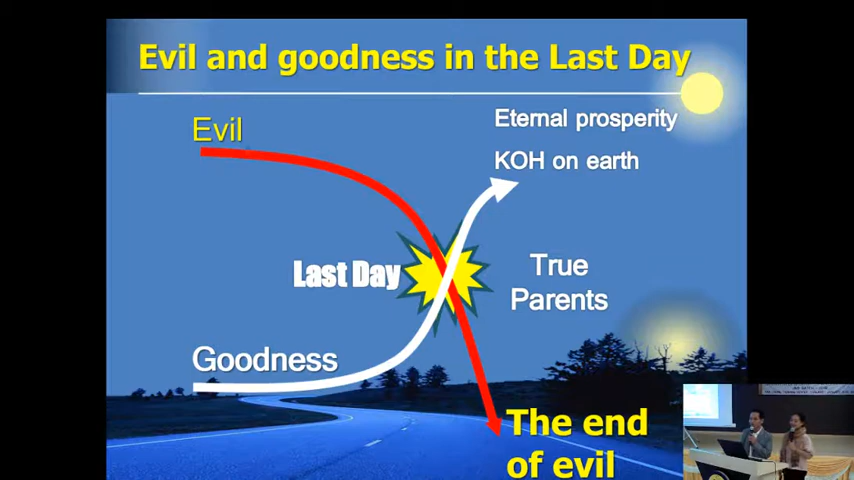 Evil and goodness in the Last Day
Evil
Eternal prosperity
KOH on earth
Last Day
True
Parents
Goodness
The end
of evil